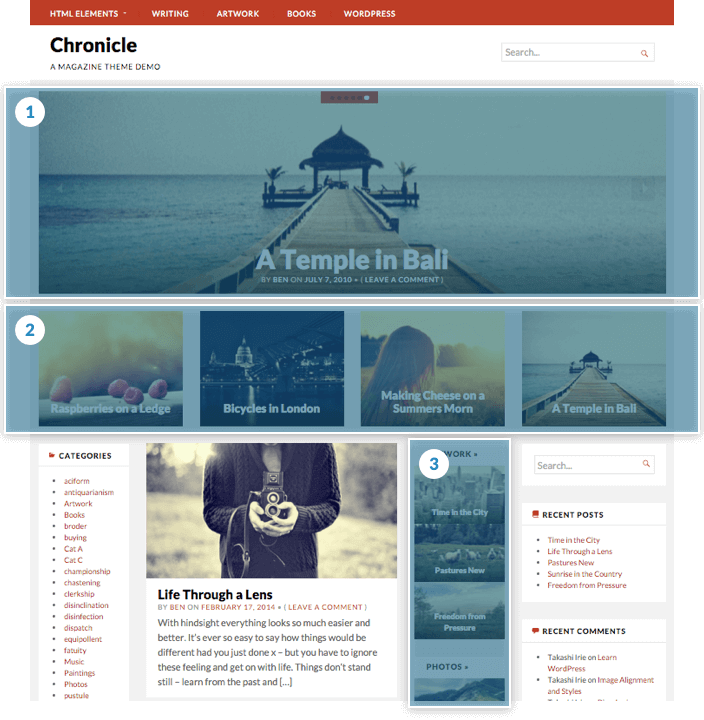 HTML ELEMENTS WRITING ARTWORK BOOKS WORDPRESS
Chronicle
A MAGAZINE THEME DEMO
Search...
1
A Temple in Bali
BY BEN ON JULY 7, 2010 • ( LEAVE A COMMENT )
2
Raspberries on a Ledge
Bicycles in London
Making Cheese on a
Summers Morn
A Temple in Bali
CATEGORIES
aciform
antiquarianism
Artwork
Books
broder
buying
Cat A
Cat C
championship
chastening
clerkship
disinclination
disinfection
dispatch
equipollent
fatuity
Music
Paintings
Photos
pustule
Life Through a Lens
BY BEN ON FEBRUARY 17, 2014 • ( LEAVE A COMMENT )
With hindsight everything looks so much easier and
better. It's ever so easy to say how things would be
different had you just done x – but you have to ignore
these feeling and get on with life. Things don't stand
still – learn from the past and [...]
3
WORK »
Time in the City
Pastures New
Freedom from
Pressure
PHOTOS »
Search...
RECENT POSTS
Time in the City
Life Through a Lens
Pastures New
Sunrise in the Country
Freedom from Pressure
RECENT COMMENTS
Takashi Irie on Learn
WordPress
Takashi Irie on Image Alignment
and Styles